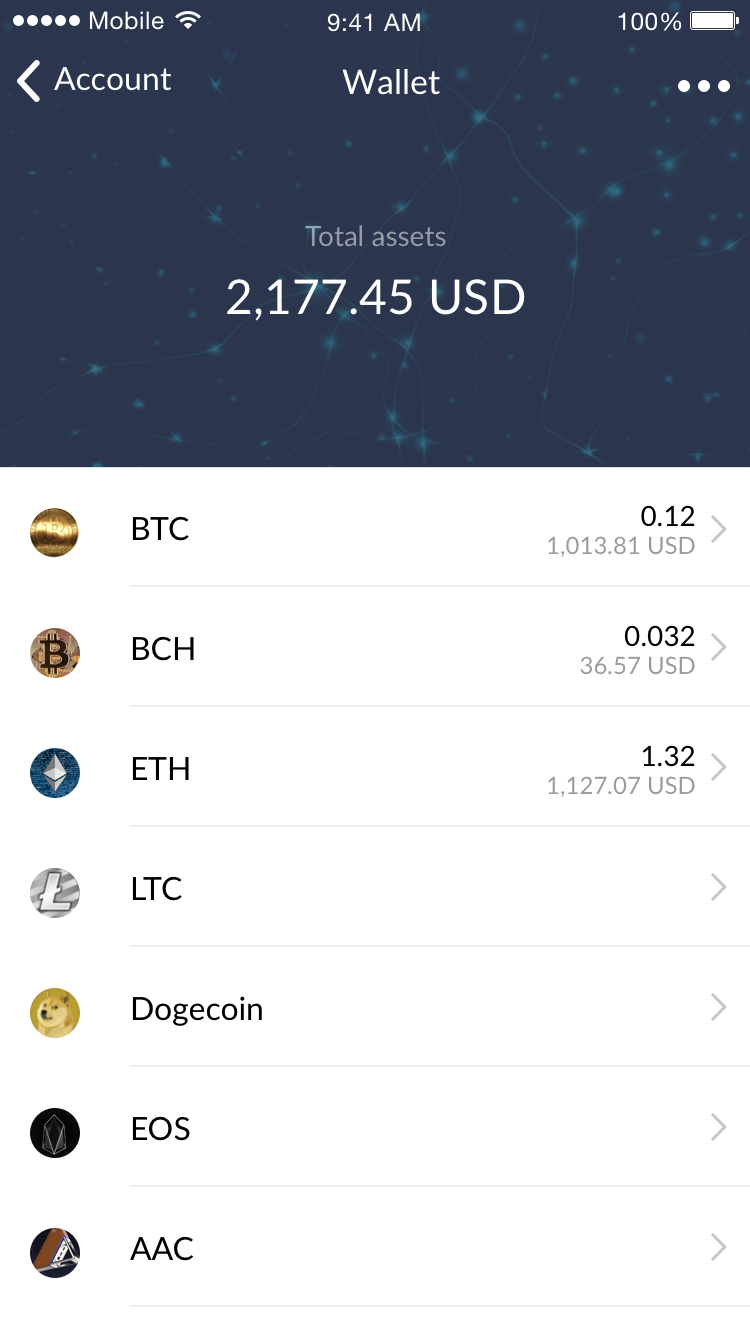 Mobile 9:41 AM 100%
Account Wallet
Total assets
2,177.45 USD
BTC 0.12
1,013.81 USD
BCH 0.032
36.57 USD
ETH 1.32
1,127.07 USD
LTC
Dogecoin
EOS
AAC